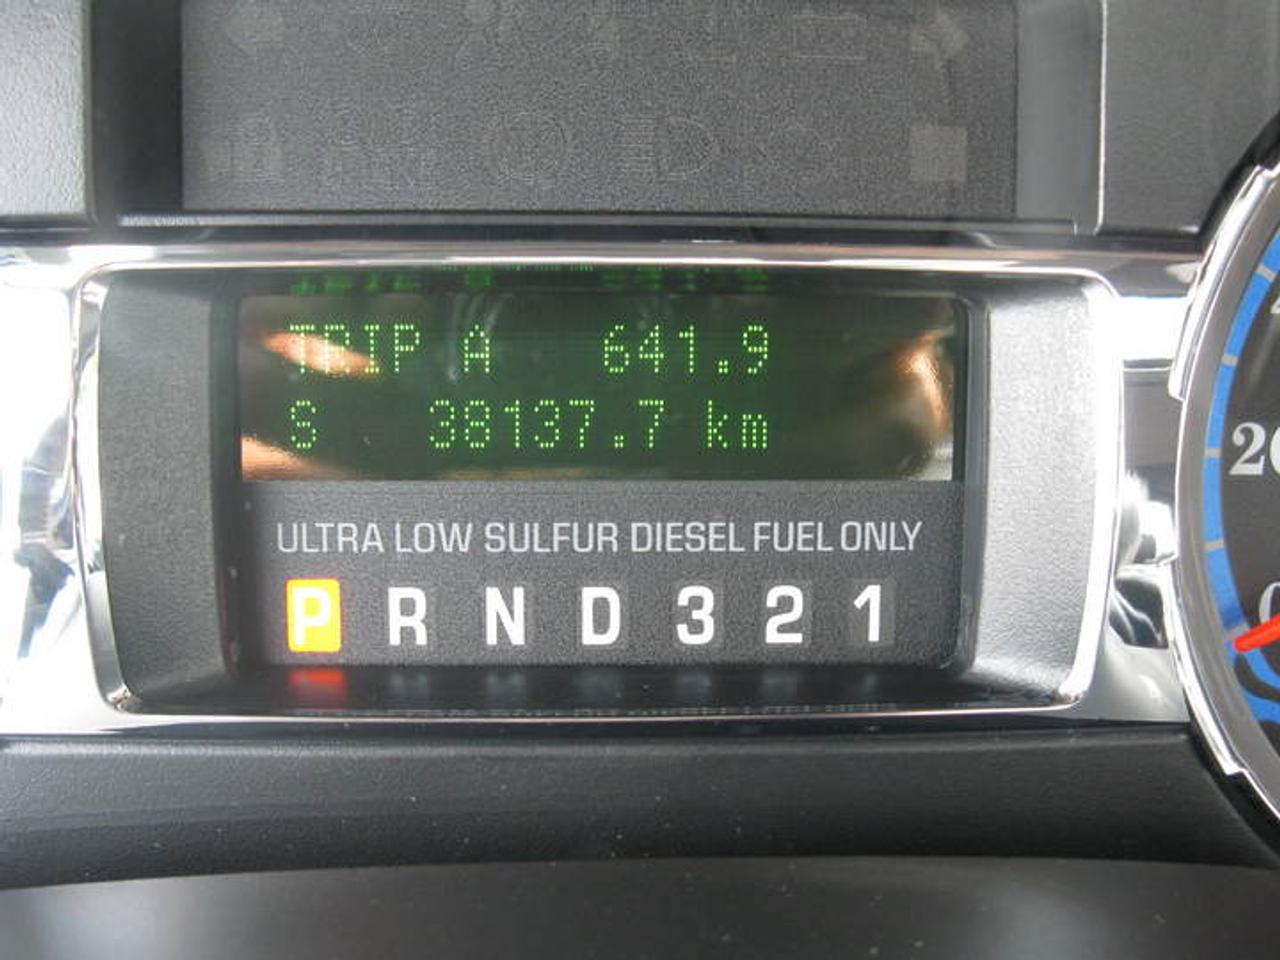 TRIP A 641.9
S 38137.7 km
ULTRA LOW SULFUR DIESEL FUEL ONLY
P R N D 3 2 1